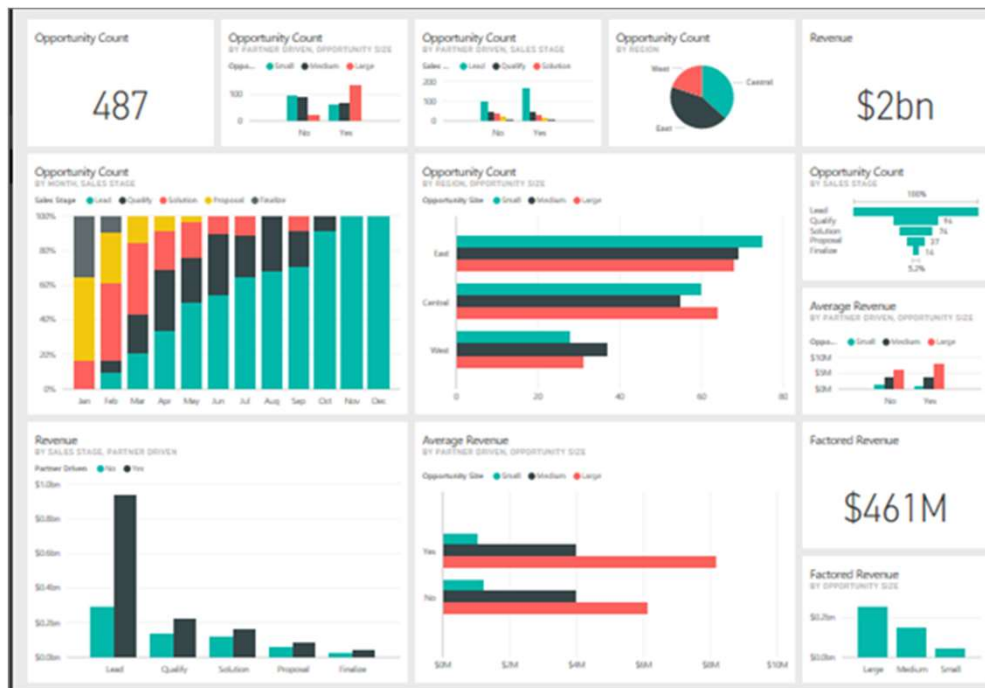 Opportunity Count
487
Opportunity Count
BY PARTNER DRIVEN, OPPORTUNITY SIZE
Oppo... Small Medium Large
100
0
No Yes
Opportunity Count
BY PARTNER DRIVEN, SALES STAGE
Sales ... Lead Qualify Solution
200
100
0
No Yes
Opportunity Count
BY REGION
West
Central
East
Revenue
$2bn
Opportunity Count
BY MONTH, SALES STAGE
Sales Stage Lead Qualify Solution Proposal Finalize
100%
80%
60%
40%
20%
0%
Jan Feb Mar Apr May Jun Jul Aug Sep Oct Nov Dec
Opportunity Count
BY REGION, OPPORTUNITY SIZE
Opportunity Size Small Medium Large
East
Central
West
0 20 40 60 80
Opportunity Count
BY SALES STAGE
100%
Lead
Qualify 94
Solution 74
Proposal 37
Finalize 16
5.2%
Average Revenue
BY PARTNER DRIVEN, OPPORTUNITY SIZE
Oppo... Small Medium Large
$10M
$5M
$0M
No Yes
Revenue
BY SALES STAGE, PARTNER DRIVEN
Partner Driven No Yes
$1.0bn
$0.8bn
$0.6bn
$0.4bn
$0.2bn
$0.0bn
Lead Qualify Solution Proposal Finalize
Average Revenue
BY PARTNER DRIVEN, OPPORTUNITY SIZE
Opportunity Size Small Medium Large
Yes
No
$0M $2M $4M $6M $8M $10M
Factored Revenue
$461M
Factored Revenue
BY OPPORTUNITY SIZE
$0.2bn
$0.0bn
Large Medium Small